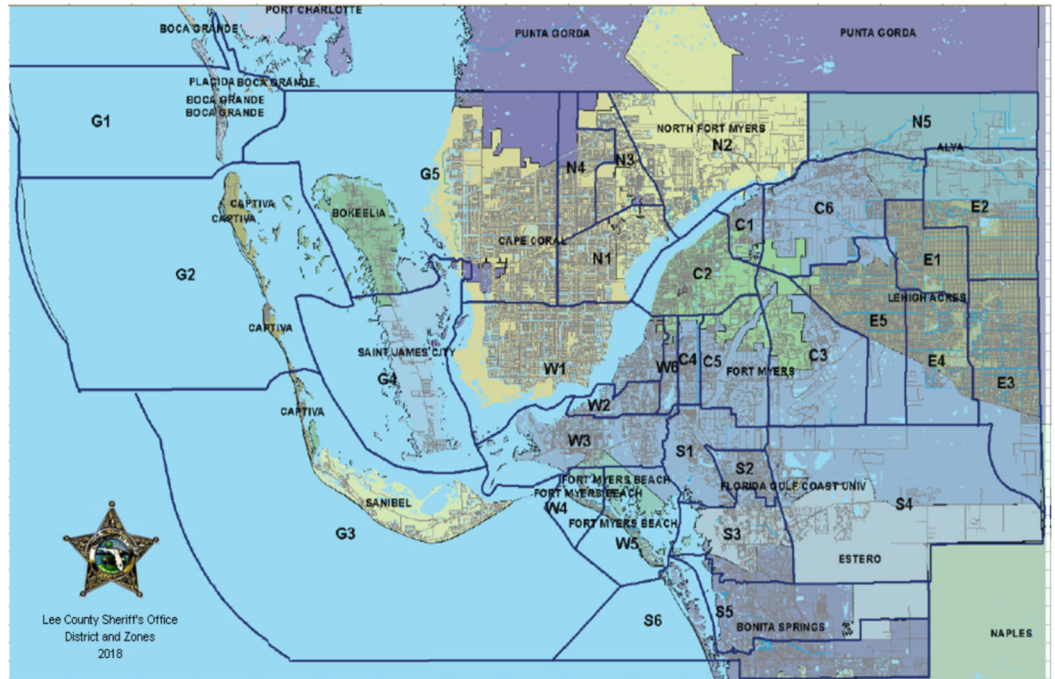 PORT CHARLOTTE
BOCA GRANDE
PUNTA GORDA
PUNTA GORDA
PLACIDA BOCA GRANDE
BOCA GRANDE
BOCA GRANDE
G1
N5
NORTH FORT MYERS
N2
ALVA
N3
N4
G5
CAPTIVA
CAPTIVA
BOKEELIA
C6
E2
C1
CAPE CORAL
N1
E1
C2
G2
LEHIGH ACRES
E5
CAPTIVA
SAINT JAMES CITY
G4
W1
W6
C4
C5
C3
E4
FORT MYERS
E3
W2
CAPTIVA
W3
S1
S2
FORT MYERS BEACH
FLORIDA GULF COAST UNIV
FORT MYERS BEACH
SANIBEL
W4
S4
FORT MYERS BEACH
G3
S3
W5
ESTERO
Lee County Sheriff's Office
District and Zones
2018
S6
S5
BONITA SPRINGS
NAPLES